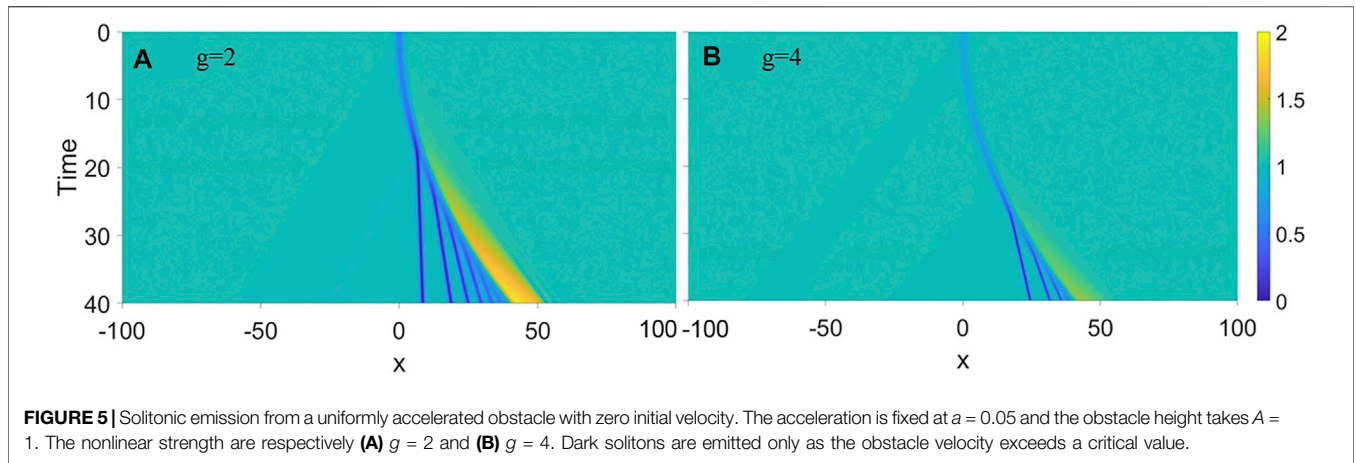 A g=2
B g=4
0
10
20
30
40
Time
-100 -50 0 50 100
x
-100 -50 0 50 100
x
2
1.5
1
0.5
0
FIGURE 5 | Solitonic emission from a uniformly accelerated obstacle with zero initial velocity. The acceleration is fixed at a = 0.05 and the obstacle height takes A =
1. The nonlinear strength are respectively (A) g = 2 and (B) g = 4. Dark solitons are emitted only as the obstacle velocity exceeds a critical value.